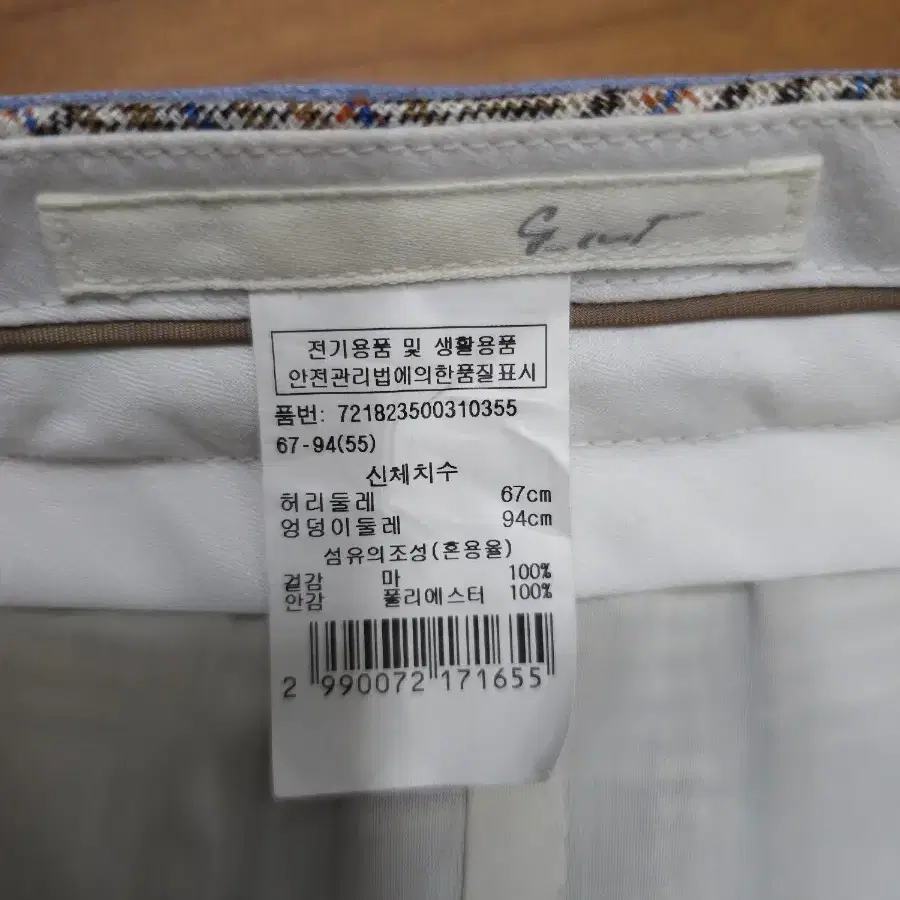 전기용품 및 생활용품
안전관리법에의한품질표시
품번: 721823500310355
67-94(55)
신체치수
허리둘레 67cm
엉덩이둘레 94cm
섬유의조성(혼용율)
겉감 마 100%
안감 폴리에스터 100%
2 990072 171655